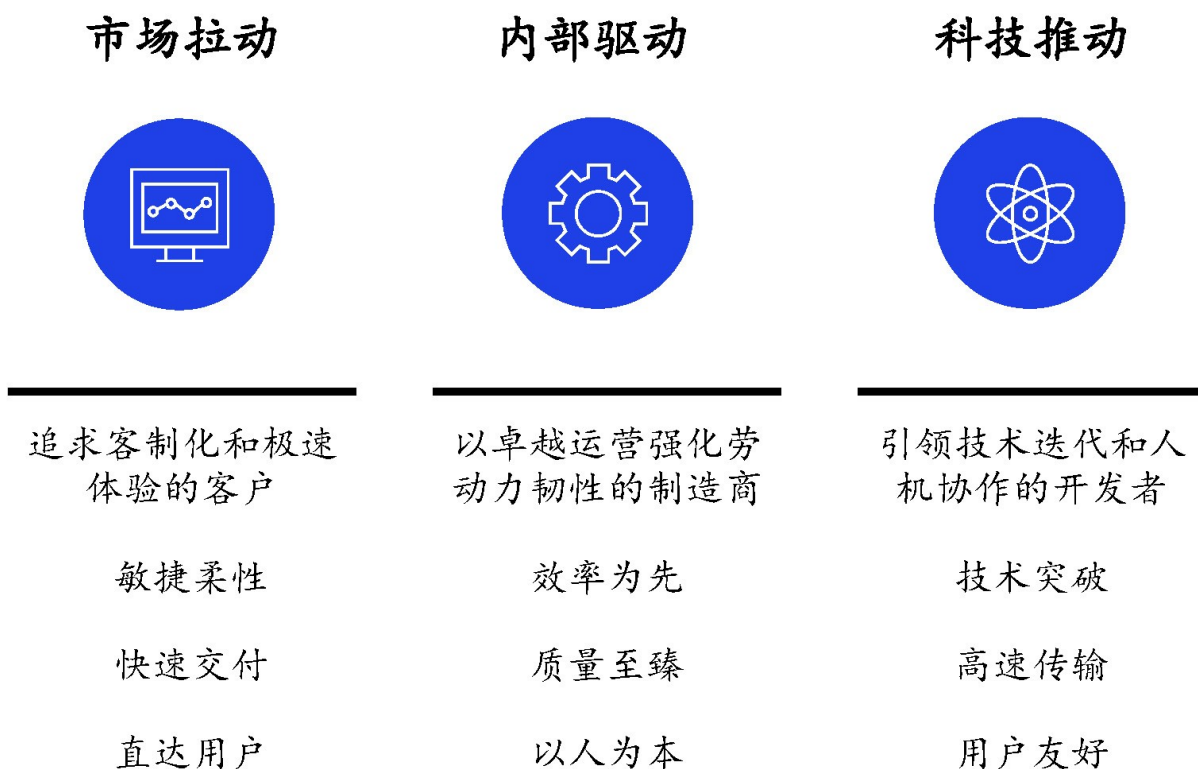 市场拉动
内部驱动
科技推动
追求客制化和极速
体验的客户
敏捷柔性
快速交付
直达用户
以卓越运营强化劳
动力韧性的制造商
效率为先
质量至臻
以人为本
引领技术迭代和人
机协作的开发者
技术突破
高速传输
用户友好